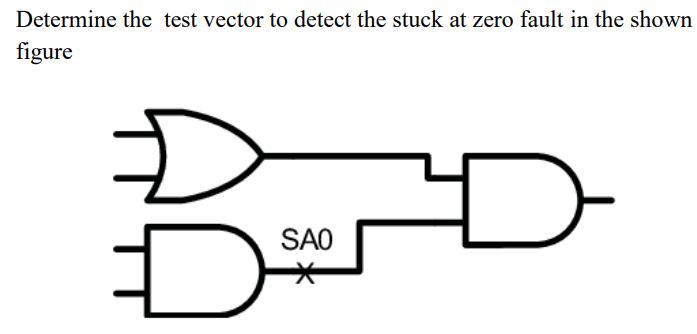 Determine the test vector to detect the stuck at zero fault in the shown
figure
SA0
X